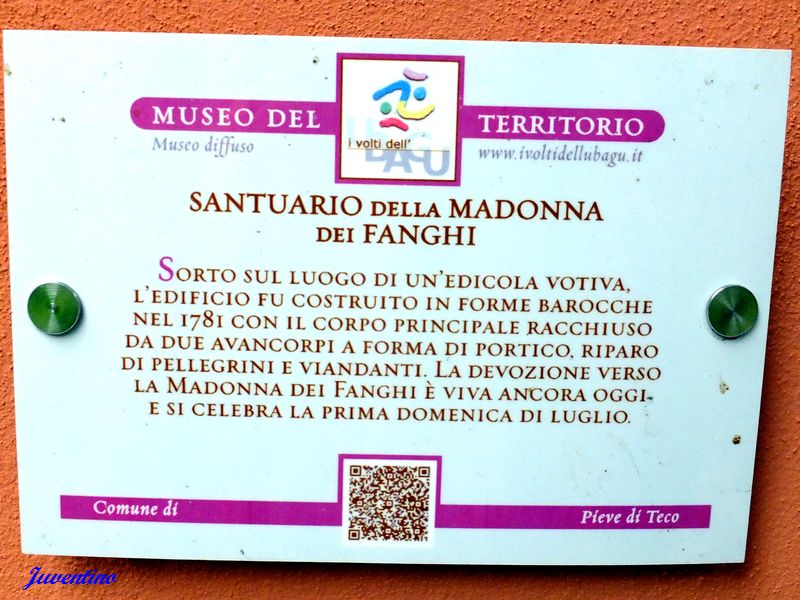 MUSEO DEL TERRITORIO
Museo diffuso
www.ivoltidellubagu.it
i volti dell'
UBAGU
SANTUARIO DELLA MADONNA
DEI FANGHI
SORTO SUL LUOGO DI UN'EDICOLA VOTIVA,
L'EDIFICIO FU COSTRUITO IN FORME BAROCCHE
NEL 1781 CON IL CORPO PRINCIPALE RACCHIUSO
DA DUE AVANCORPI A FORMA DI PORTICO, RIPARO
DI PELLEGRINI E VIANDANTI. LA DEVOZIONE VERSO
LA MADONNA DEI FANGHI È VIVA ANCORA OGGI
E SI CELEBRA LA PRIMA DOMENICA DI LUGLIO.
Comune di
Pieve di Teco
Juventino